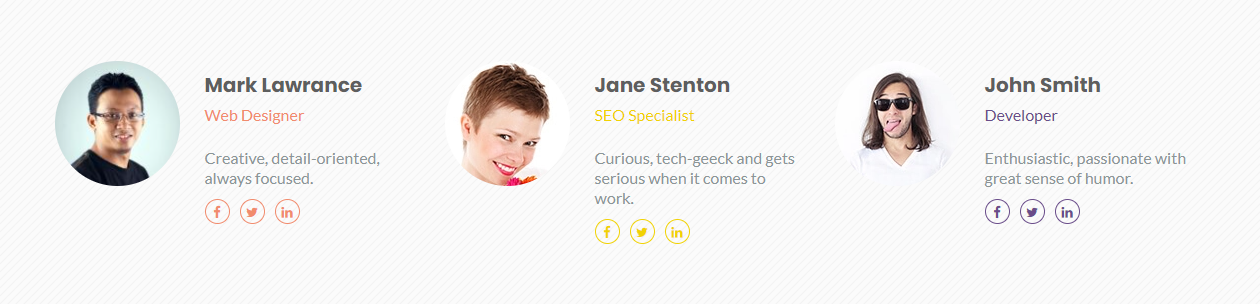 Mark Lawrance
Web Designer
Creative, detail-oriented,
always focused.
Jane Stenton
SEO Specialist
Curious, tech-geeck and gets
serious when it comes to
work.
John Smith
Developer
Enthusiastic, passionate with
great sense of humor.